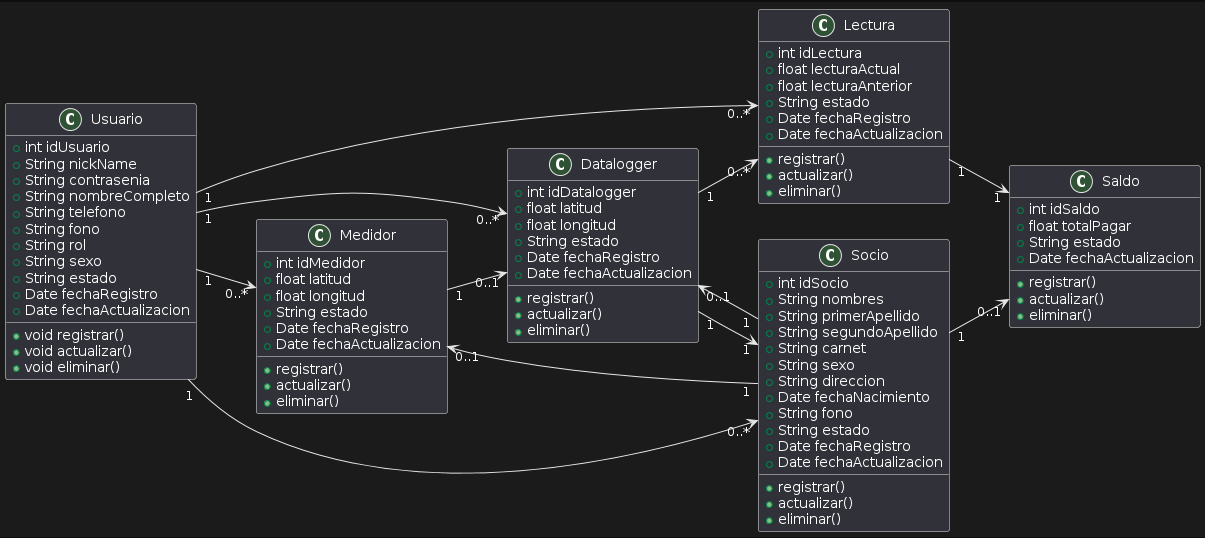 C Usuario
int idUsuario
String nickName
String contrasenia
String nombreCompleto
String telefono
String fono
String rol
String sexo
String estado
Date fechaRegistro
Date fechaActualizacion
void registrar()
void actualizar()
void eliminar()
C Medidor
int idMedidor
float latitud
float longitud
String estado
Date fechaRegistro
Date fechaActualizacion
registrar()
actualizar()
eliminar()
C Datalogger
int idDatalogger
float latitud
float longitud
String estado
Date fechaRegistro
Date fechaActualizacion
registrar()
actualizar()
eliminar()
C Lectura
int idLectura
float lecturaActual
float lecturaAnterior
String estado
Date fechaRegistro
Date fechaActualizacion
registrar()
actualizar()
eliminar()
C Socio
int idSocio
String nombres
String primerApellido
String segundoApellido
String carnet
String sexo
String direccion
Date fechaNacimiento
String fono
String estado
Date fechaRegistro
Date fechaActualizacion
registrar()
actualizar()
eliminar()
C Saldo
int idSaldo
float totalPagar
String estado
Date fechaRegistro
Date fechaActualizacion
registrar()
actualizar()
eliminar()
1
0..*
1
0..*
1
0..*
1
0..*
1
0..1
1
0..*
0..1
1
1
1
0..1
1
1
1
1
0..1